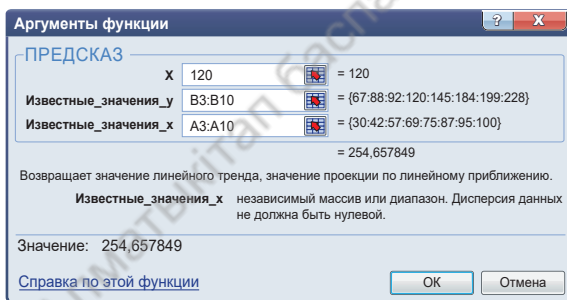 Аргументы функции
? X
ПРЕДСКАЗ
X 120 = 120
Известные_значения_y B3:B10 = {67:88:92:120:145:184:199:228}
Известные_значения_x A3:A10 = {30:42:57:69:75:87:95:100}
= 254,657849
Возвращает значение линейного тренда, значение проекции по линейному приближению.
Известные_значения_x независимый массив или диапазон. Дисперсия данных
не должна быть нулевой.
Значение: 254,657849
Справка по этой функции
ОК Отмена
Алматыкітап баспасы